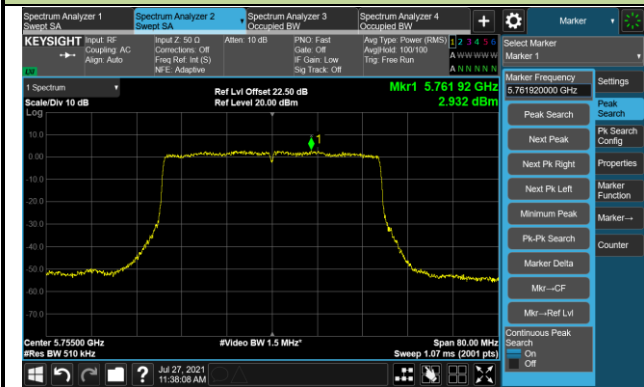 Spectrum Analyzer 1
Swept SA
Spectrum Analyzer 2
Swept SA
Spectrum Analyzer 3
Occupied BW
Spectrum Analyzer 4
Occupied BW
+
Marker
KEYSIGHT
Input: RF
Coupling: AC
Align: Auto
Input Z: 50 Ω
Corrections: Off
Freq Ref: Int (S)
NFE: Adaptive
Atten: 10 dB
PNO: Fast
Gate: Off
IF Gain: Low
Sig Track: Off
Avg Type: Power (RMS)
Avg|Hold: 100/100
Trig: Free Run
1 2 3 4 5 6
A W W W W W
A N N N N N
LW
Select Marker
Marker 1
1 Spectrum
Scale/Div 10 dB
Log
Ref Lvl Offset 22.50 dB
Ref Level 20.00 dBm
Mkr1 5.761 92 GHz
2.932 dBm
10.0
0.00
-10.0
-20.0
-30.0
-40.0
-50.0
-60.0
-70.0
1
Center 5.75500 GHz
#Res BW 510 kHz
#Video BW 1.5 MHz*
Span 80.00 MHz
Sweep 1.07 ms (2001 pts)
Marker Frequency
5.761920000 GHz
Peak Search
Next Peak
Next Pk Right
Next Pk Left
Minimum Peak
Pk-Pk Search
Marker Delta
Mkr→CF
Mkr→Ref Lvl
Continuous Peak
Search
On
Off
Settings
Peak
Search
Pk Search
Config
Properties
Marker
Function
Marker→
Counter
?
Jul 27, 2021
11:38:08 AM